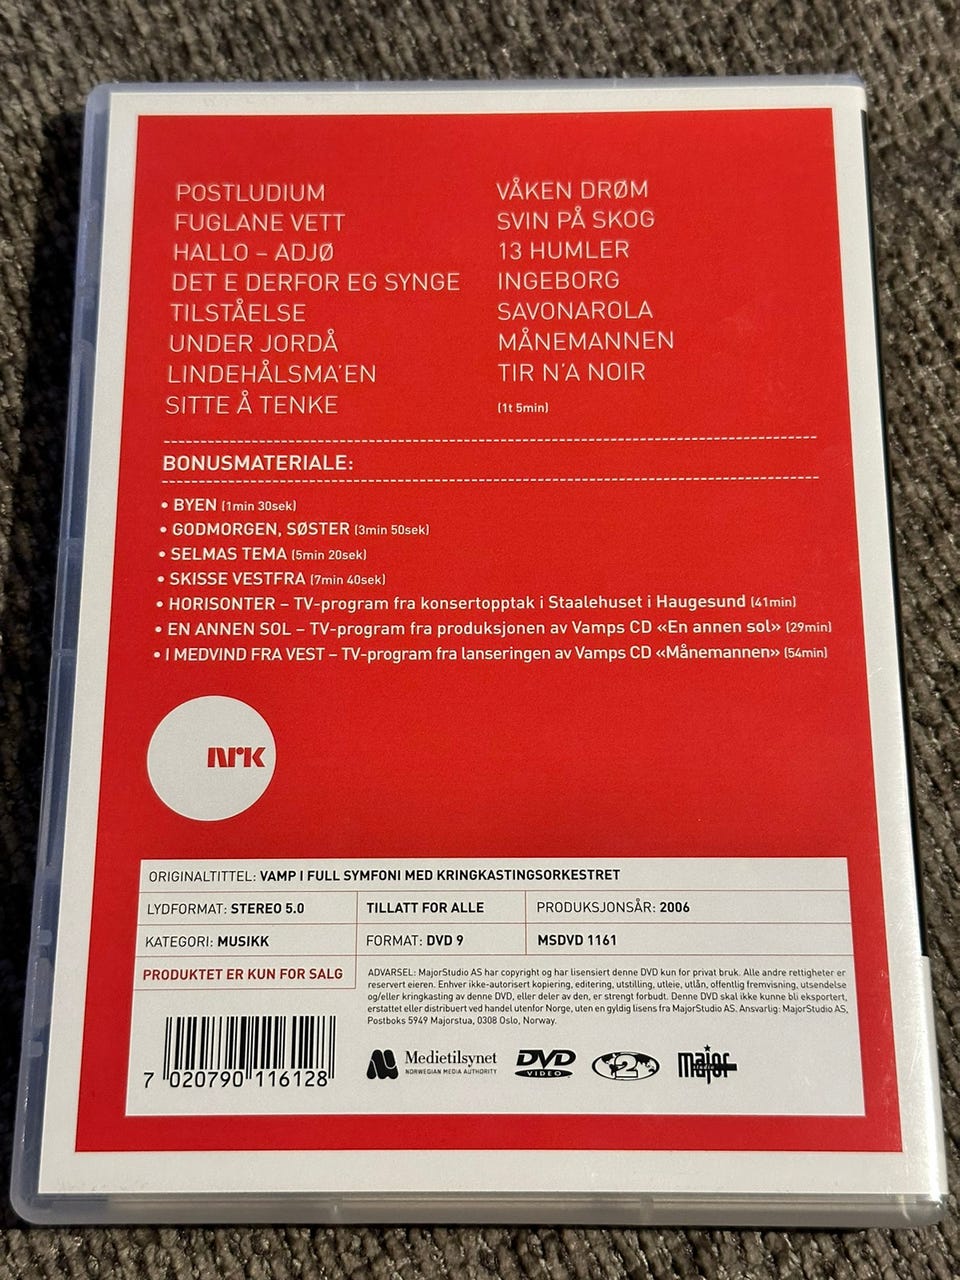 POSTLUDIUM
FUGLANE VETT
HALLO – ADJØ
DET E DERFOR EG SYNGE
TILSTÅELSE
UNDER JORDÅ
LINDEHÅLSMA'EN
SITTE Å TENKE
VÅKEN DRØM
SVIN PÅ SKOG
13 HUMLER
INGEBORG
SAVONAROLA
MÅNEMANNEN
TIR N'A NOIR
(1t 5min)
BONUSMATERIALE:
• BYEN (1min 30sek)
• GODMORGEN, SØSTER (3min 50sek)
• SELMAS TEMA (5min 20sek)
• SKISSE VESTFRA (7min 40sek)
• HORISONTER – TV-program fra konsertopptak i Staalehuset i Haugesund (41min)
• EN ANNEN SOL – TV-program fra produksjonen av Vamps CD «En annen sol» (29min)
• I MEDVIND FRA VEST – TV-program fra lanseringen av Vamps CD «Månemannen» (54min)
NRK
ORIGINALTITTEL: VAMP I FULL SYMFONI MED KRINGKASTINGSORKESTRET
LYDFORMAT: STEREO 5.0
TILLATT FOR ALLE
PRODUKSJONSÅR: 2006
KATEGORI: MUSIKK
FORMAT: DVD 9
MSDVD 1161
PRODUKTET ER KUN FOR SALG
ADVARSEL: MajorStudio AS har copyright og har lisensiert denne DVD kun for privat bruk. Alle andre rettigheter er
reservert eieren. Enhver ikke-autorisert kopiering, editering, utstilling, utleie, utlån, offentlig fremvisning, utsendelse
og/eller kringkasting av denne DVD, eller deler av den, er strengt forbudt. Denne DVD skal ikke kunne bli eksportert,
erstattet eller distribuert ved handel utenfor Norge, uten en gyldig lisens fra MajorStudio AS. Ansvarlig: MajorStudio AS,
Postboks 5949 Majorstua, 0308 Oslo, Norway.
7 020790 116128
Medietilsynet
NORWEGIAN MEDIA AUTHORITY
DVD
VIDEO
2
major
studio